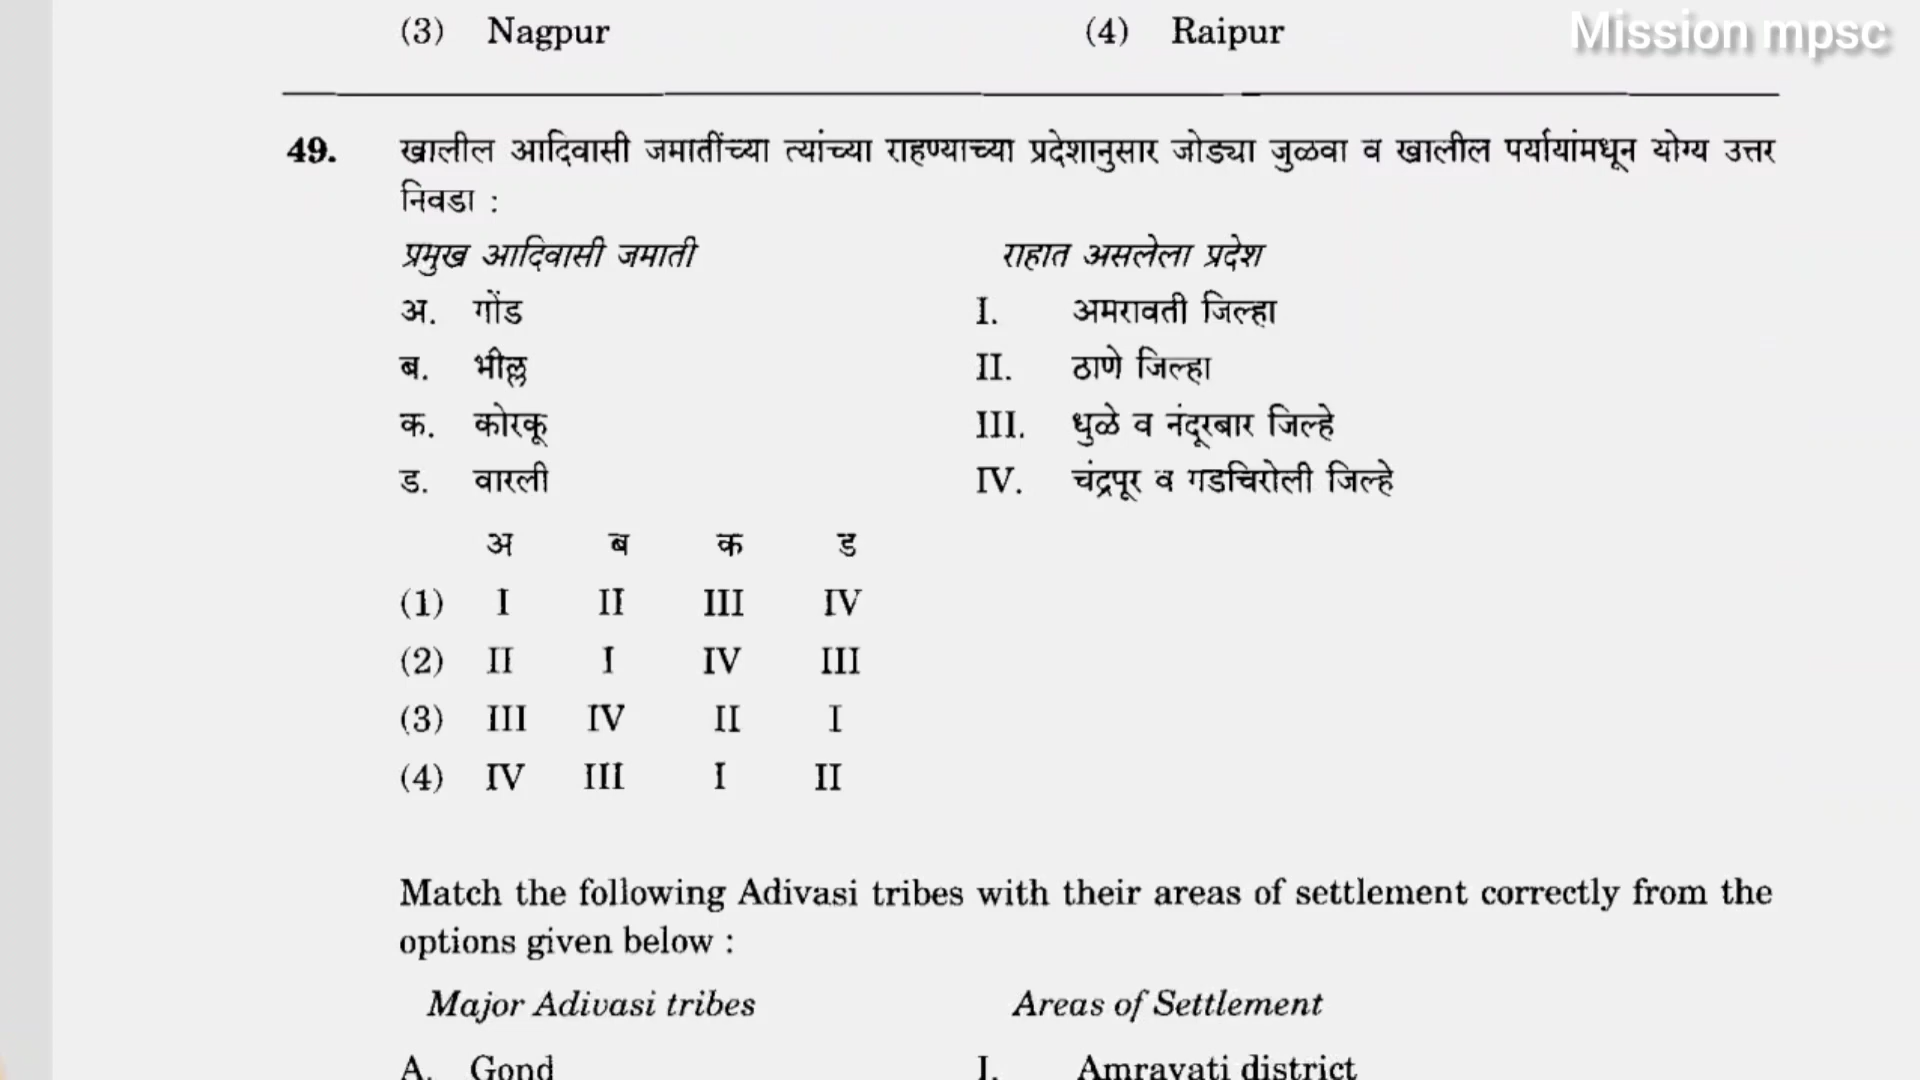 (3) Nagpur (4) Raipur
Mission mpsc
49. खालील आदिवासी जमातींच्या त्यांच्या राहण्याच्या प्रदेशानुसार जोड्या जुळवा व खालील पर्यायांमधून योग्य उत्तर
निवडा :
प्रमुख आदिवासी जमाती राहात असलेला प्रदेश
अ. गोंड I. अमरावती जिल्हा
ब. भील्ल II. ठाणे जिल्हा
क. कोरकू III. धुळे व नंदूरबार जिल्हे
ड. वारली IV. चंद्रपूर व गडचिरोली जिल्हे
अ ब क ड
(1) I II III IV
(2) II I IV III
(3) III IV II I
(4) IV III I II
Match the following Adivasi tribes with their areas of settlement correctly from the
options given below :
Major Adivasi tribes Areas of Settlement
A. Gond I. Amravati district